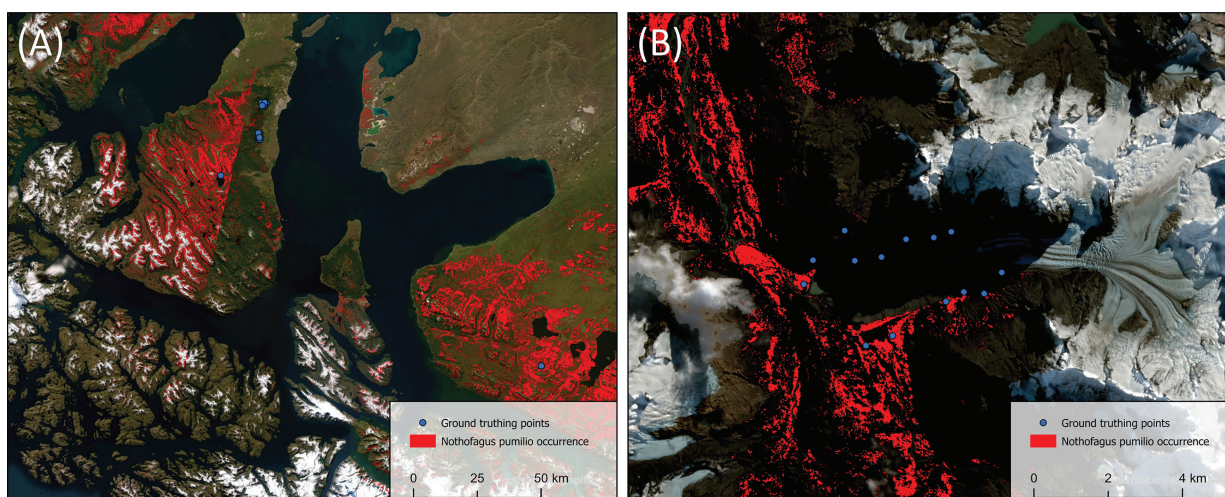 (A)
Ground truthing points
Nothofagus pumilio occurrence
0 25 50 km
(B)
Ground truthing points
Nothofagus pumilio occurrence
0 2 4 km